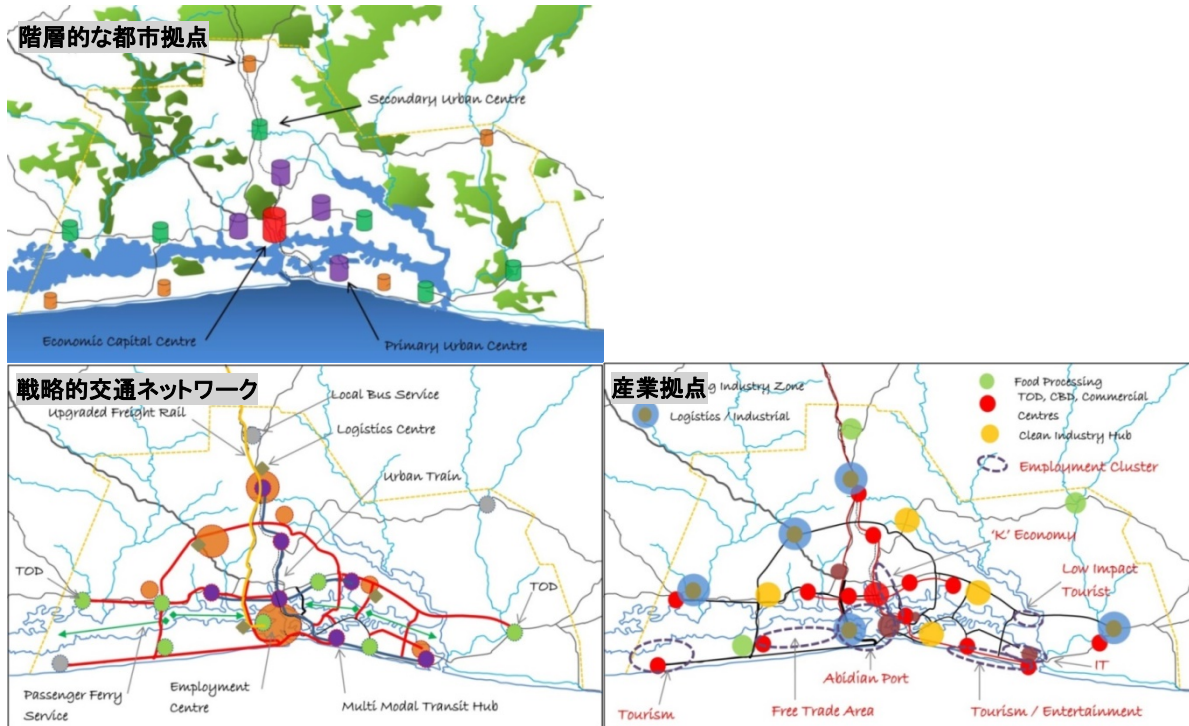 階層的な都市拠点
Secondary Urban Centre
Economic Capital Centre
Primary Urban Centre
戦略的交通ネットワーク
Upgraded Freight Rail
Local Bus Service
Logistics Centre
Urban Train
TOD
TOD
Passenger Ferry
Service
Employment
Centre
Multi Modal Transit Hub
産業拠点
Industry Zone
Logistics / Industrial
Food Processing
TOD, CBD, Commercial
Centres
Clean Industry Hub
Employment Cluster
'K' Economy
Low Impact
Tourist
IT
Abidian Port
Tourism
Free Trade Area
Tourism / Entertainment